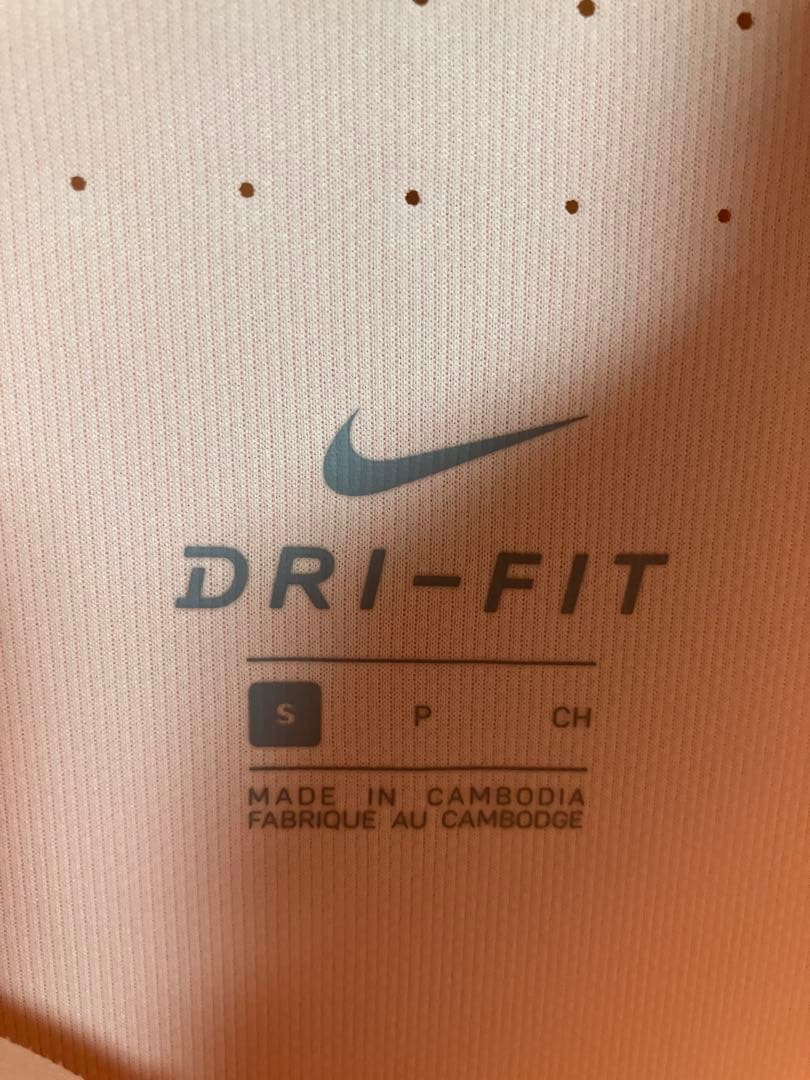 DRI-FIT
S P CH
MADE IN CAMBODIA
FABRIQUE AU CAMBODGE